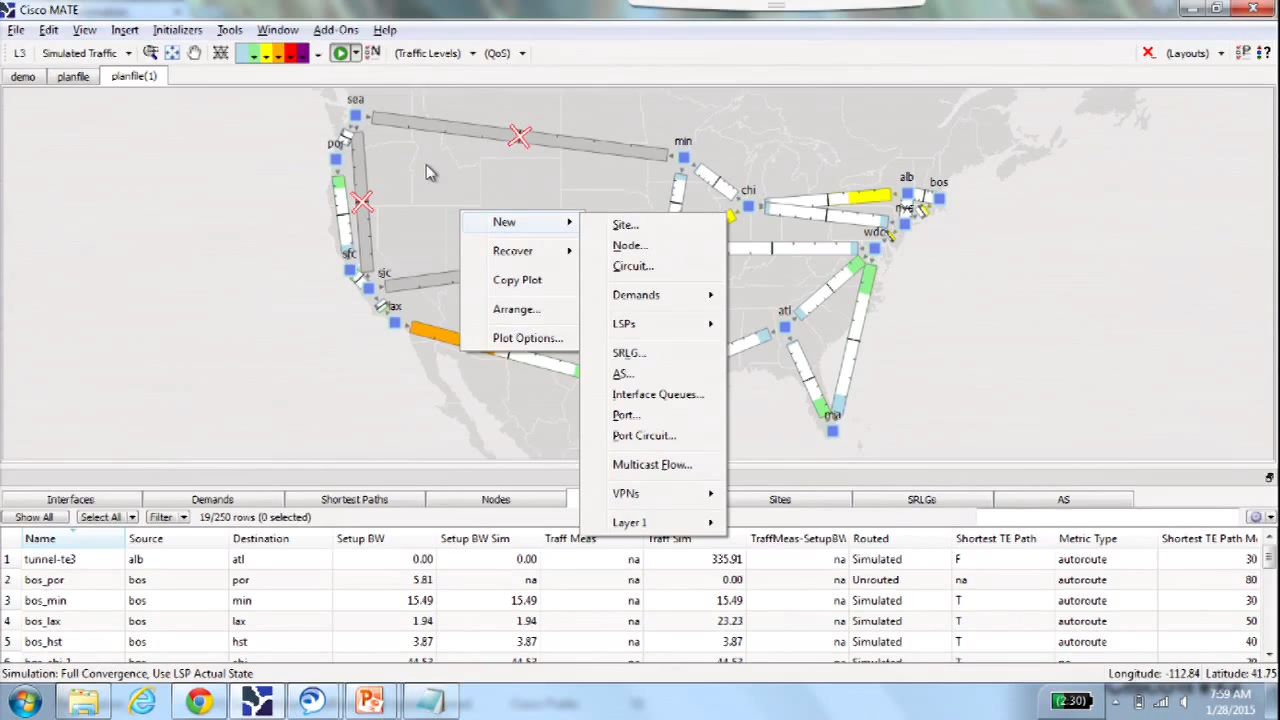 Cisco MATE
File Edit View Insert Initializers Tools Window Add-Ons Help
L3 Simulated Traffic N (Traffic Levels) (QoS) (Layouts)
demo planfile planfile(1)
sea
min
chi
alb bos
wdc
sfc
sjc
lax
atl
New
Recover
Copy Plot
Arrange...
Plot Options...
Site...
Node...
Circuit...
Demands
LSPs
SRLG...
AS...
Interface Queues...
Port...
Port Circuit...
Multicast Flow...
VPNs
Layer 1
Interfaces Demands Shortest Paths Nodes Sites SRLGs AS
Show All Select All Filter 19/250 rows (0 selected)
Name Source Destination Setup BW Setup BW Sim Traff Meas Traff Sim TraffMeas-SetupBW Routed Shortest TE Path Metric Type Shortest TE Path M
1 tunnel-te3 alb atl 0.00 0.00 na 335.91 na Simulated F autoroute 30
2 bos_por bos por 5.81 na na 0.00 na Unrouted na autoroute 80
3 bos_min bos min 15.49 15.49 na 15.49 na Simulated T autoroute 30
4 bos_lax bos lax 1.94 1.94 na 23.23 na Simulated T autoroute 50
5 bos_hst bos hst 3.87 3.87 na 3.87 na Simulated T autoroute 40
Simulation: Full Convergence, Use LSP Actual State Longitude: -112.84 Latitude: 41.75
(2:30) 7:59 AM
1/28/2015